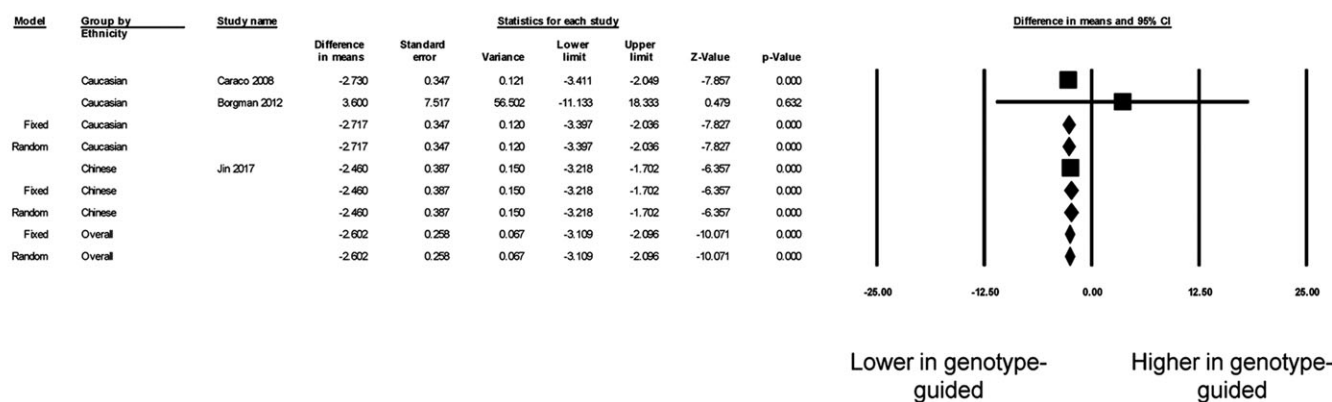 Model Group by Ethnicity Study name Statistics for each study Difference in means and 95% CI
Difference in means Standard error Variance Lower limit Upper limit Z-Value p-Value
Caucasian Caraco 2008 -2.730 0.347 0.121 -3.411 -2.049 -7.857 0.000
Caucasian Borgman 2012 3.600 7.517 56.502 -11.133 18.333 0.479 0.632
Fixed Caucasian -2.717 0.347 0.120 -3.397 -2.036 -7.827 0.000
Random Caucasian -2.717 0.347 0.120 -3.397 -2.036 -7.827 0.000
Chinese Jin 2017 -2.460 0.387 0.150 -3.218 -1.702 -6.357 0.000
Fixed Chinese -2.460 0.387 0.150 -3.218 -1.702 -6.357 0.000
Random Chinese -2.460 0.387 0.150 -3.218 -1.702 -6.357 0.000
Fixed Overall -2.602 0.258 0.067 -3.109 -2.096 -10.071 0.000
Random Overall -2.602 0.258 0.067 -3.109 -2.096 -10.071 0.000
-25.00 -12.50 0.00 12.50 25.00
Lower in genotype-
guided
Higher in genotype-
guided